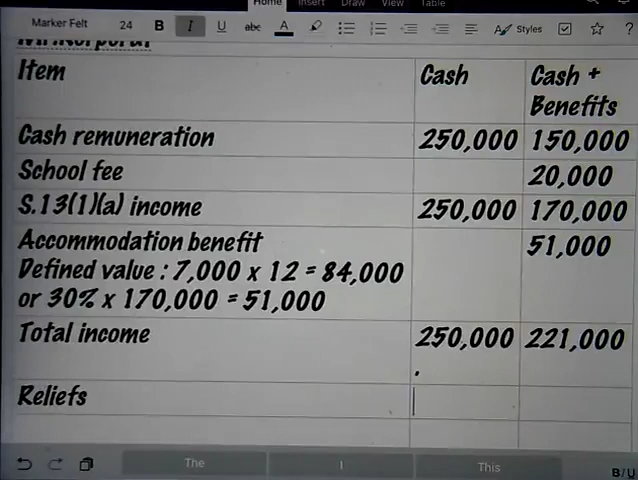 Home Insert Draw View Table
Marker Felt 24 B I U abc A Styles
Item Cash Cash +
Benefits
Cash remuneration 250,000 150,000
School fee 20,000
S.13(1)(a) income 250,000 170,000
Accommodation benefit 51,000
Defined value : 7,000 x 12 = 84,000
or 30% x 170,000 = 51,000
Total income 250,000 221,000
.
Reliefs
The I This
B/U